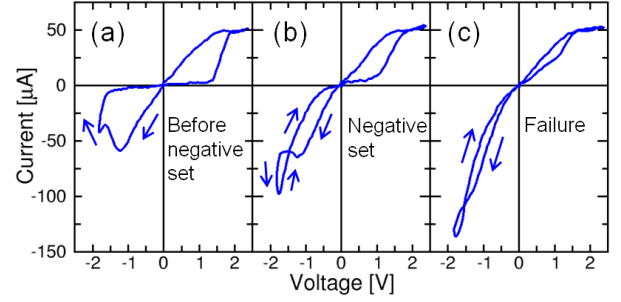 (a) (b) (c)
50
0
-50
-100
-150
Current [μA]
Before
negative
set
Negative
set
Failure
-2 -1 0 1 2 -2 -1 0 1 2 -2 -1 0 1 2
Voltage [V]